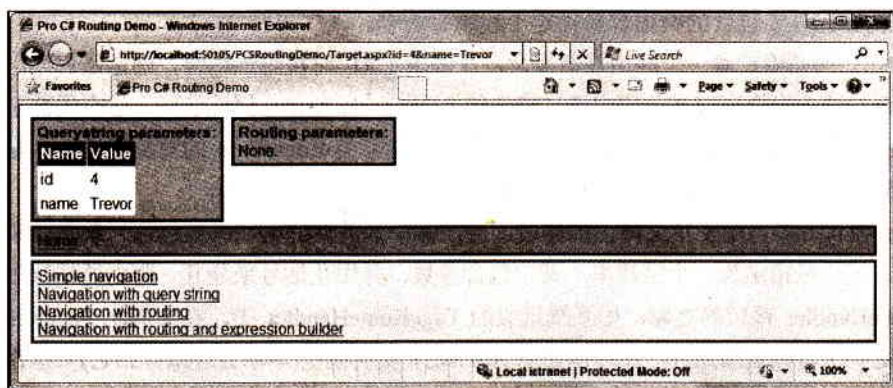 Pro C# Routing Demo - Windows Internet Explorer
http://localhost:50105/PCSRoutingDemo/Target.aspx?id=4&name=Trevor
Live Search
Favorites
Pro C# Routing Demo
Page
Safety
Tools
Querystring parameters:
Name Value
id 4
name Trevor
Routing parameters:
None.
Home
Simple navigation
Navigation with query string
Navigation with routing
Navigation with routing and expression builder
Local intranet | Protected Mode: Off
100%